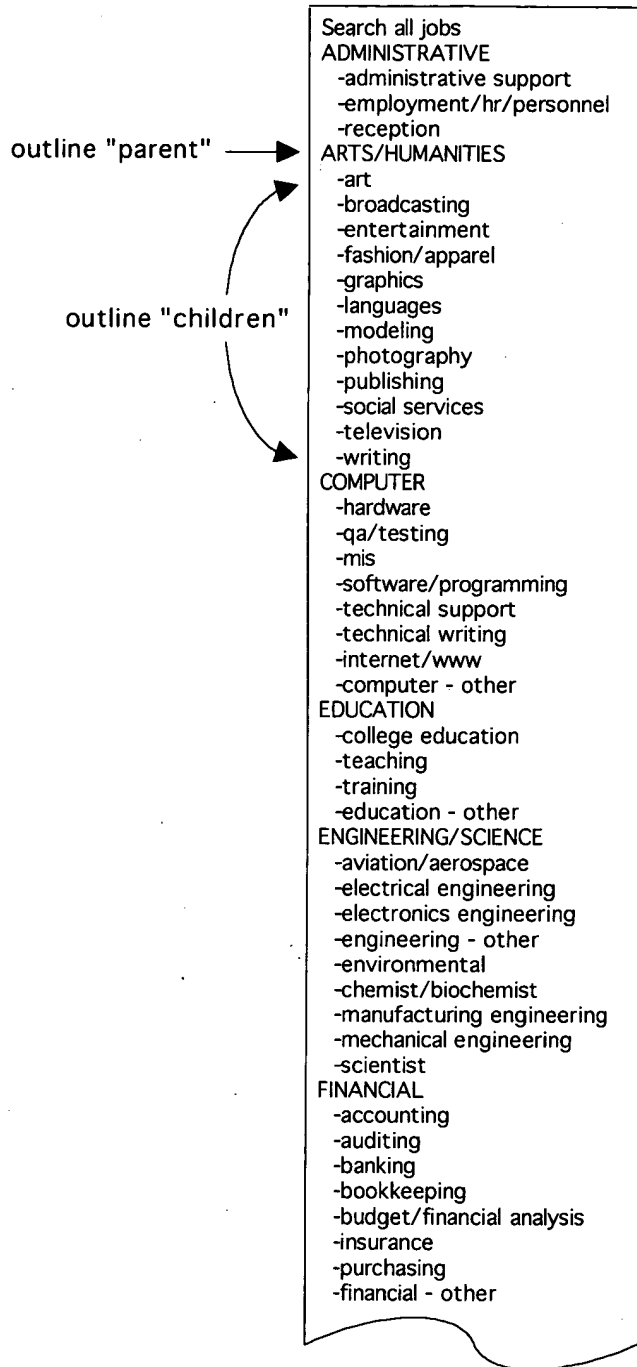 Search all jobs
ADMINISTRATIVE
-administrative support
-employment/hr/personnel
-reception
outline "parent"
ARTS/HUMANITIES
-art
-broadcasting
-entertainment
-fashion/apparel
-graphics
-languages
outline "children"
-modeling
-photography
-publishing
-social services
-television
-writing
COMPUTER
-hardware
-qa/testing
-mis
-software/programming
-technical support
-technical writing
-internet/www
-computer - other
EDUCATION
-college education
-teaching
-training
-education - other
ENGINEERING/SCIENCE
-aviation/aerospace
-electrical engineering
-electronics engineering
-engineering - other
-environmental
-chemist/biochemist
-manufacturing engineering
-mechanical engineering
-scientist
FINANCIAL
-accounting
-auditing
-banking
-bookkeeping
-budget/financial analysis
-insurance
-purchasing
-financial - other